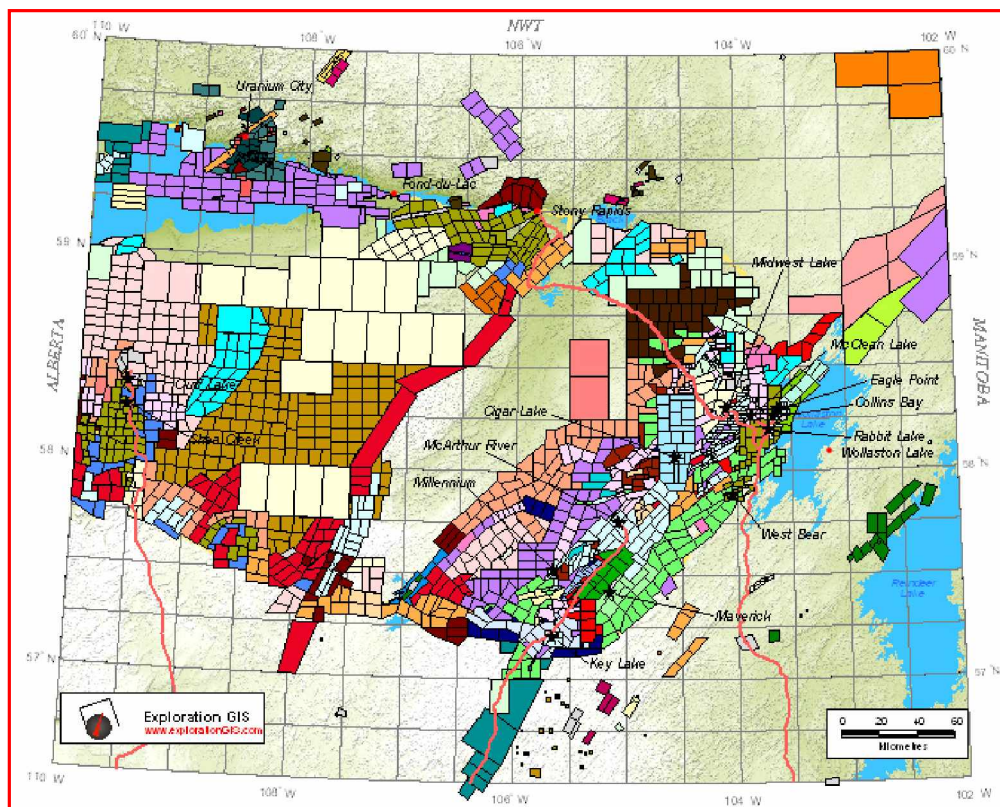 110° W
108° W
NWT
106° W
104° W
102 W
60° N
60 N
Uranium City
Fond-du-Lac
Stony Rapids
59° N
59° N
Midwest Lake
ALBERTA
MANITOBA
McClean Lake
Cluff Lake
Eagle Point
Cigar Lake
Collins Bay
Shea Creek
McArthur River
Rabbit Lake
58° N
Wollaston Lake
58° N
Millennium
West Bear
Reindeer
Lake
Maverick
57° N
Key Lake
57° N
Exploration GIS
www.explorationGIS.com
0 20 40 60
kilometres
110° W
108° W
106° W
104° W
102 W